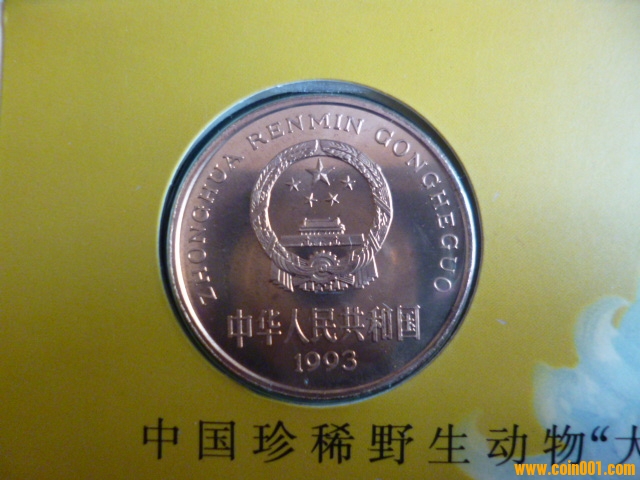 ZHONGHUA RENMIN GONGHEGUO
中华人民共和国
1993
中国珍稀野生动物“大
www.coin001.com